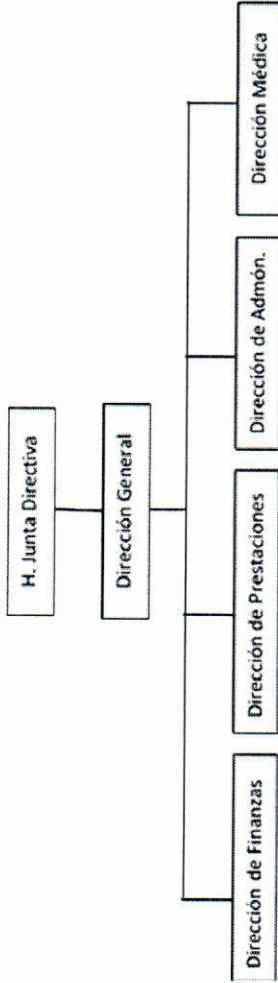 H. Junta Directiva
Dirección General
Dirección de Finanzas
Dirección de Prestaciones
Dirección de Admón.
Dirección Médica